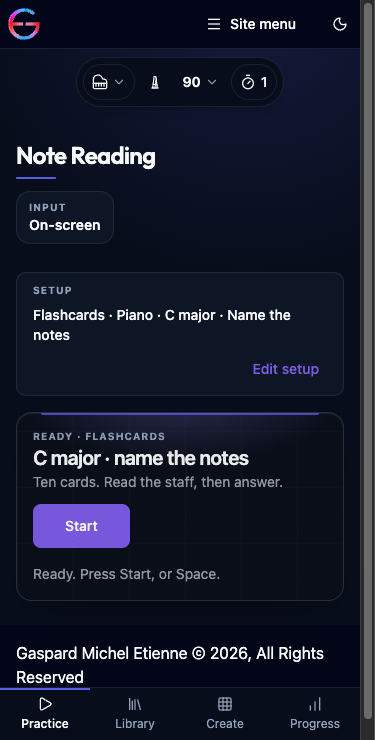 Site menu
90
1
Note Reading
INPUT
On-screen
SETUP
Flashcards · Piano · C major · Name the
notes
Edit setup
READY · FLASHCARDS
C major · name the notes
Ten cards. Read the staff, then answer.
Start
Ready. Press Start, or Space.
Gaspard Michel Etienne © 2026, All Rights
Reserved
Practice
Library
Create
Progress